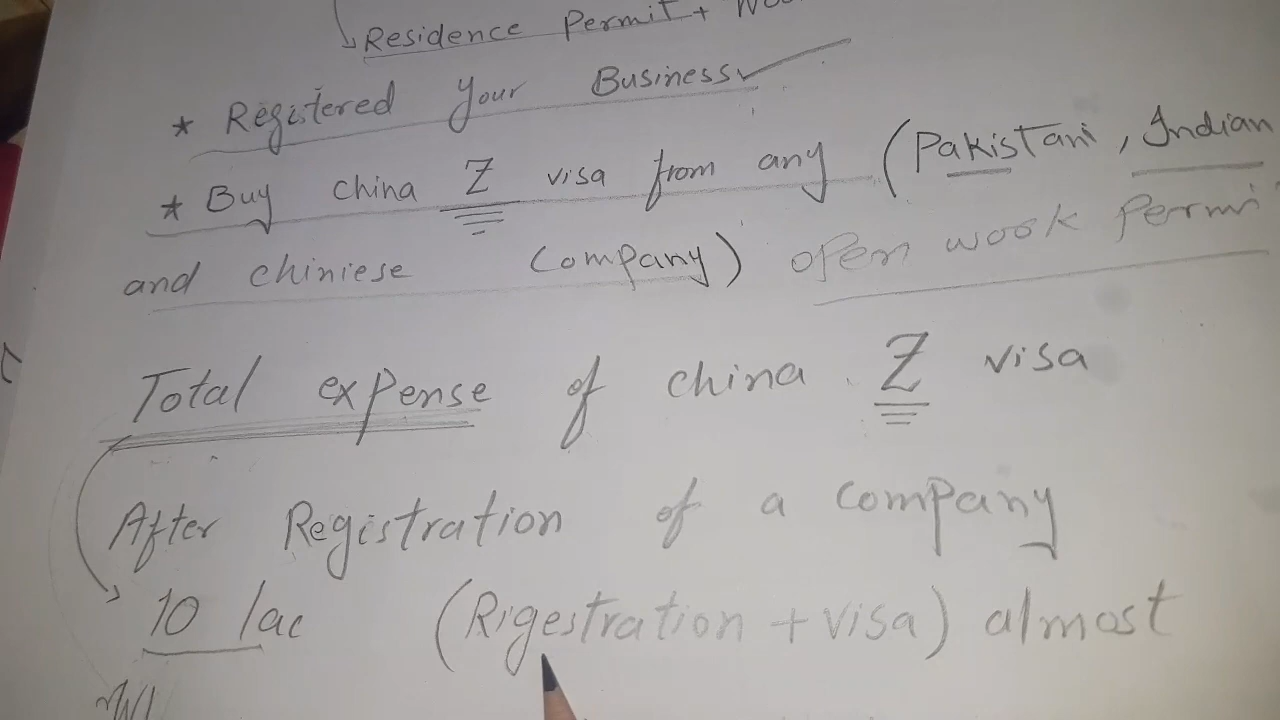 Residence Permit +
* Registered your Business
* Buy china Z visa from any (Pakistani, Indian
and chiniese Company) open wook Permi
Total expense of china Z visa
After Registration of a company
10 lac (Rigestration + visa) almost